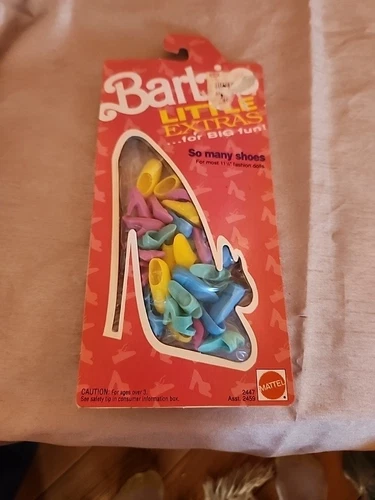 Barbie
LITTLE
EXTRAS
...for BIG fun!
So many shoes
For most 11½" fashion dolls
CAUTION: For ages over 3.
See safety tip in consumer information box.
2447
Asst. 2459
MATTEL